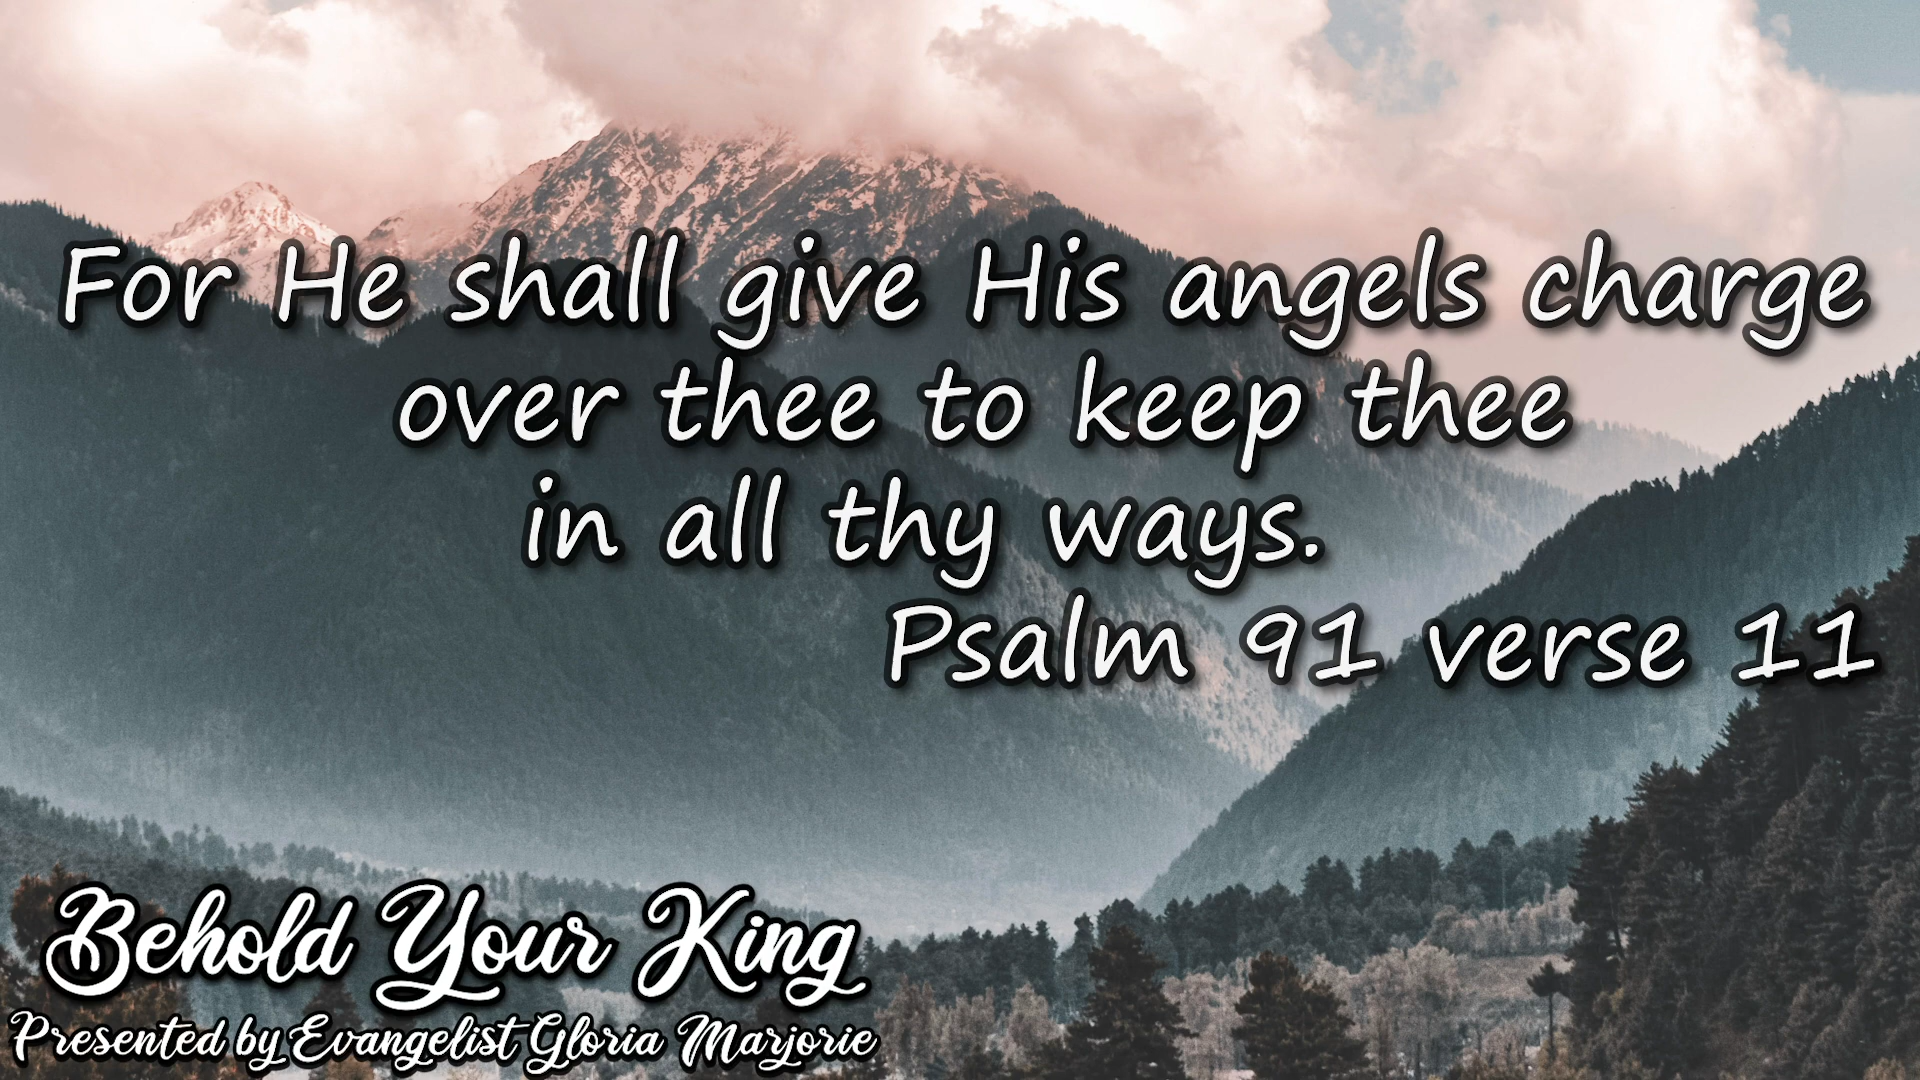 For He shall give His angels charge
over thee to keep thee
in all thy ways.
Psalm 91 verse 11
Behold Your King
Presented by Evangelist Gloria Marjorie